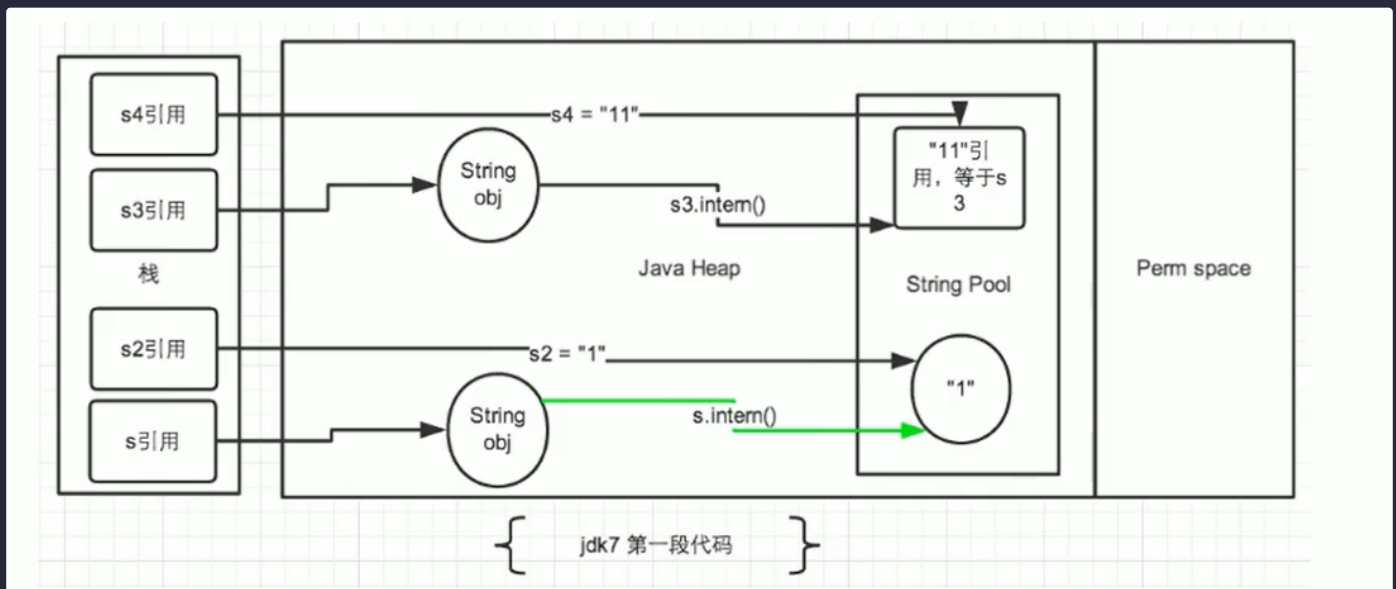 s4引用
s4 = "11"
"11"引
用，等于s
3
String
obj
s3引用
s3.intern()
栈
Java Heap
String Pool
Perm space
s2引用
s2 = "1"
"1"
String
obj
s.intern()
s引用
jdk7 第一段代码